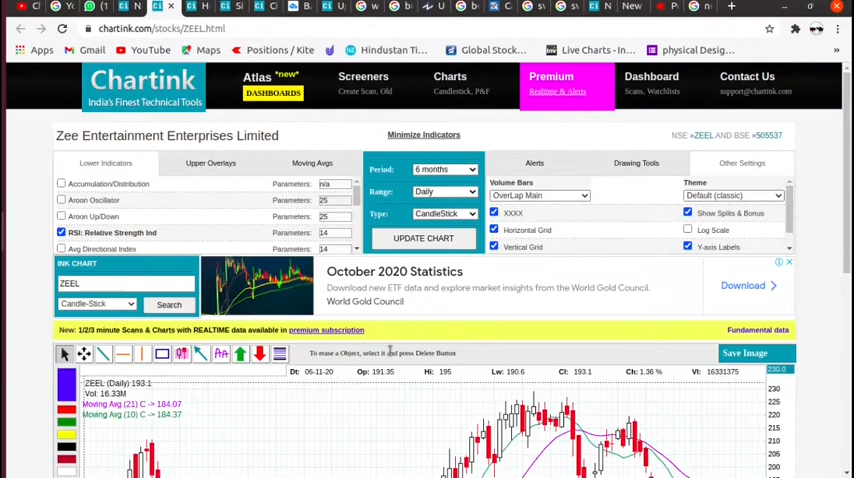 chartink.com/stocks/ZEEL.html
Apps Gmail YouTube Maps Positions / Kite Hindustan Ti... Global Stock... Live Charts - In... physical Desig...
Chartink
India's Finest Technical Tools
Atlas *new*
DASHBOARDS
Screeners
Create Scan, Old
Charts
Candlestick, P&F
Premium
Realtime & Alerts
Dashboard
Scans, Watchlists
Contact Us
support@chartink.com
Zee Entertainment Enterprises Limited
Minimize Indicators
NSE »ZEEL AND BSE »505537
Lower Indicators Upper Overlays Moving Avgs
Accumulation/Distribution Parameters: n/a
Aroon Oscillator Parameters: 25
Aroon Up/Down Parameters: 25
RSI: Relative Strength Ind Parameters: 14
Avg Directional Index Parameters: 14
Period: 6 months
Range: Daily
Type: CandleStick
UPDATE CHART
Alerts Drawing Tools Other Settings
Volume Bars Theme
OverLap Main Default (classic)
XXXX Show Splits & Bonus
Horizontal Grid Log Scale
Vertical Grid Y-axis Labels
INK CHART
ZEEL
Candle-Stick Search
October 2020 Statistics
Download new ETF data and explore market insights from the World Gold Council.
World Gold Council
Download
New: 1/2/3 minute Scans & Charts with REALTIME data available in premium subscription
Fundamental data
To erase a Object, select it and press Delete Button
Save Image
ZEEL (Daily) 193.1
Dt: 06-11-20 Op: 191.35 Hi: 195 Lw: 190.6 Cl: 193.1 Ch: 1.36 % Vl: 16331375
Vol: 16.33M
Moving Avg (21) C -> 184.07
Moving Avg (10) C -> 184.37
230.0
230
225
220
215
210
205
200
195